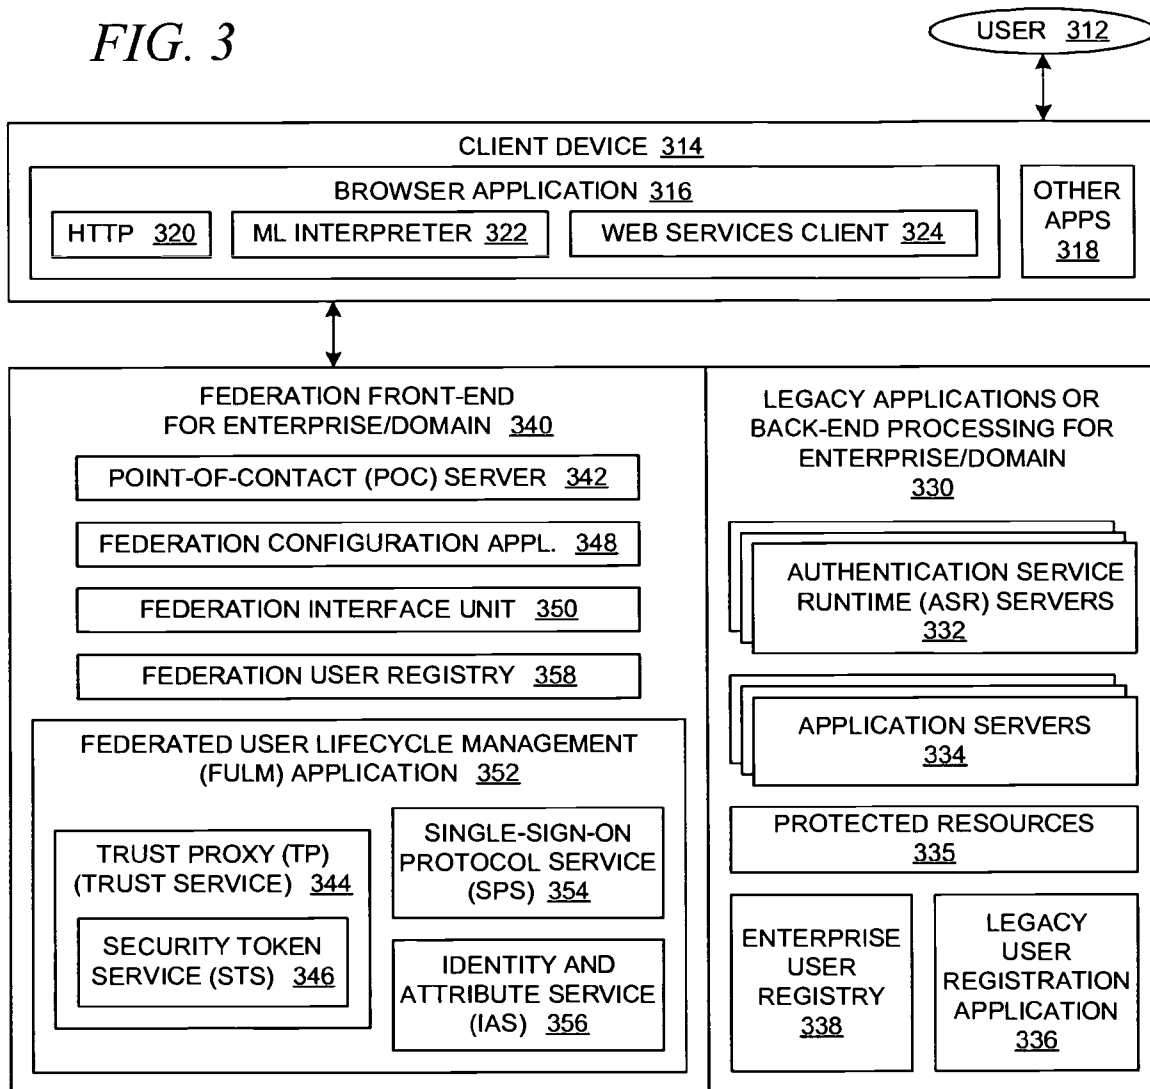 FIG. 3
USER 312
CLIENT DEVICE 314
BROWSER APPLICATION 316
HTTP 320
ML INTERPRETER 322
WEB SERVICES CLIENT 324
OTHER
APPS
318
FEDERATION FRONT-END
FOR ENTERPRISE/DOMAIN 340
POINT-OF-CONTACT (POC) SERVER 342
FEDERATION CONFIGURATION APPL. 348
FEDERATION INTERFACE UNIT 350
FEDERATION USER REGISTRY 358
FEDERATED USER LIFECYCLE MANAGEMENT
(FULM) APPLICATION 352
TRUST PROXY (TP)
(TRUST SERVICE) 344
SECURITY TOKEN
SERVICE (STS) 346
SINGLE-SIGN-ON
PROTOCOL SERVICE
(SPS) 354
IDENTITY AND
ATTRIBUTE SERVICE
(IAS) 356
LEGACY APPLICATIONS OR
BACK-END PROCESSING FOR
ENTERPRISE/DOMAIN
330
AUTHENTICATION SERVICE
RUNTIME (ASR) SERVERS
332
APPLICATION SERVERS
334
PROTECTED RESOURCES
335
ENTERPRISE
USER
REGISTRY
338
LEGACY
USER
REGISTRATION
APPLICATION
336